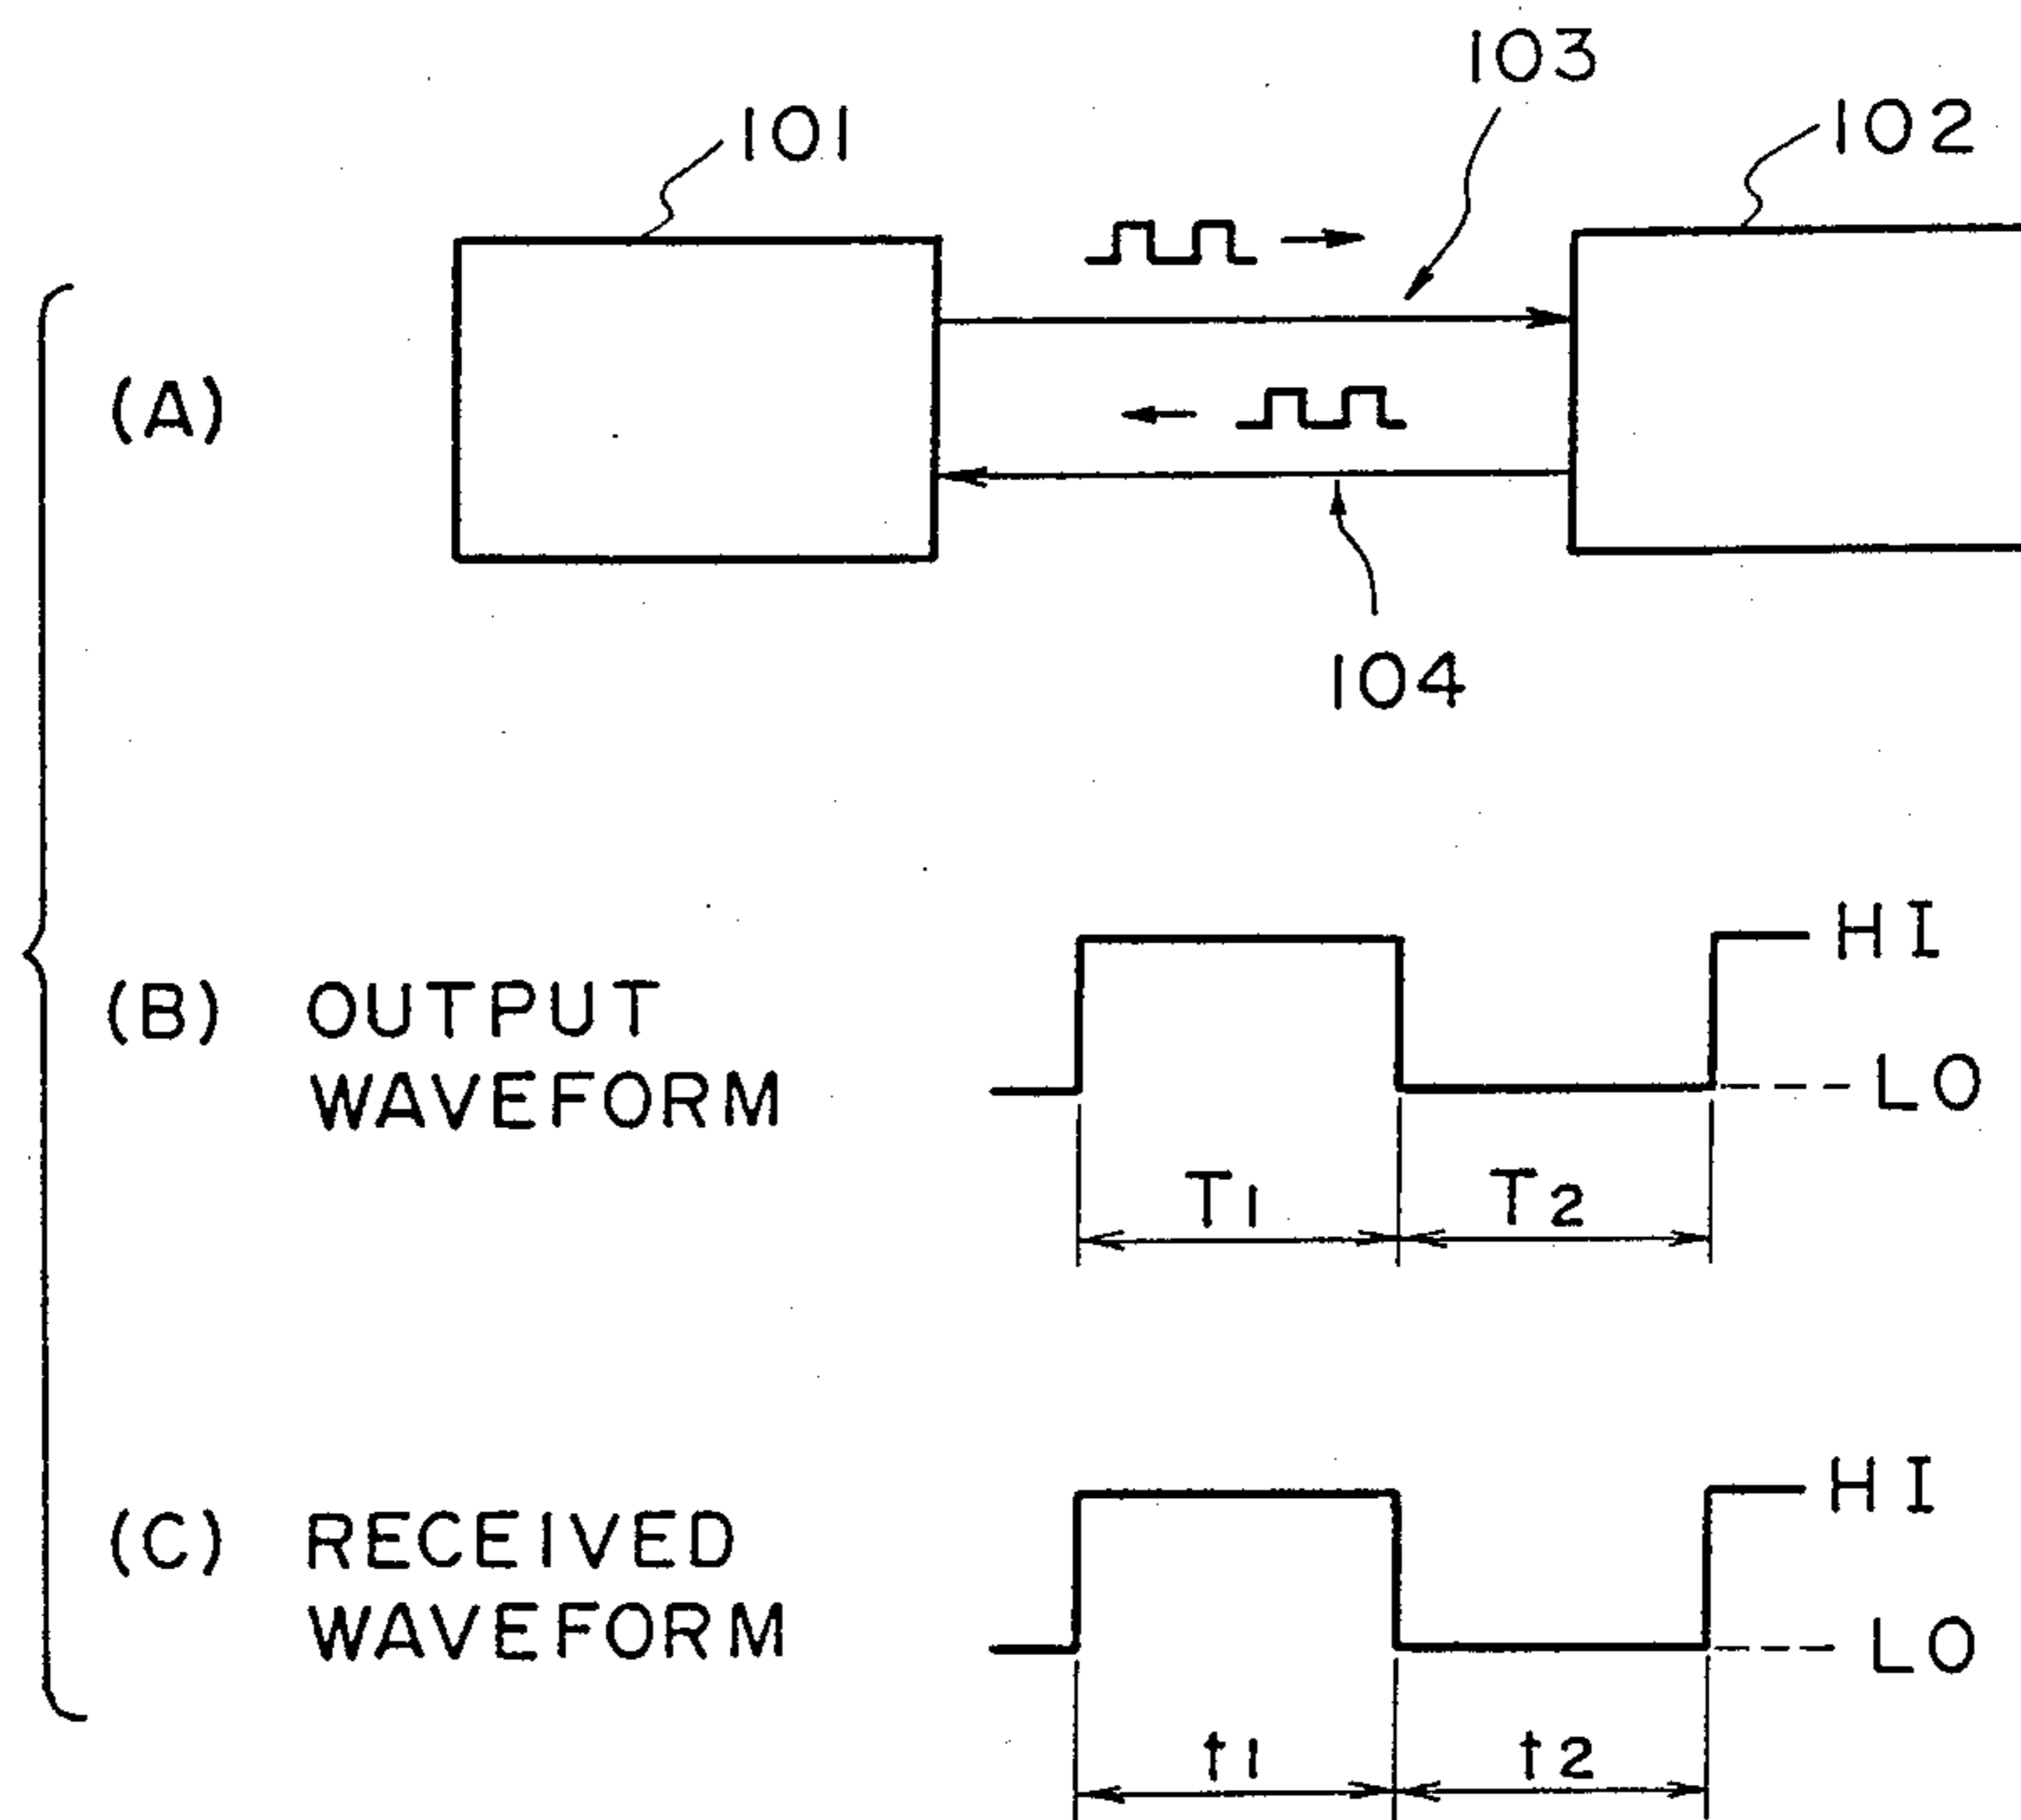 103
101
102
(A)
104
HI
(B) OUTPUT
WAVEFORM
LO
T1 T2
HI
(C) RECEIVED
WAVEFORM
LO
t1 t2